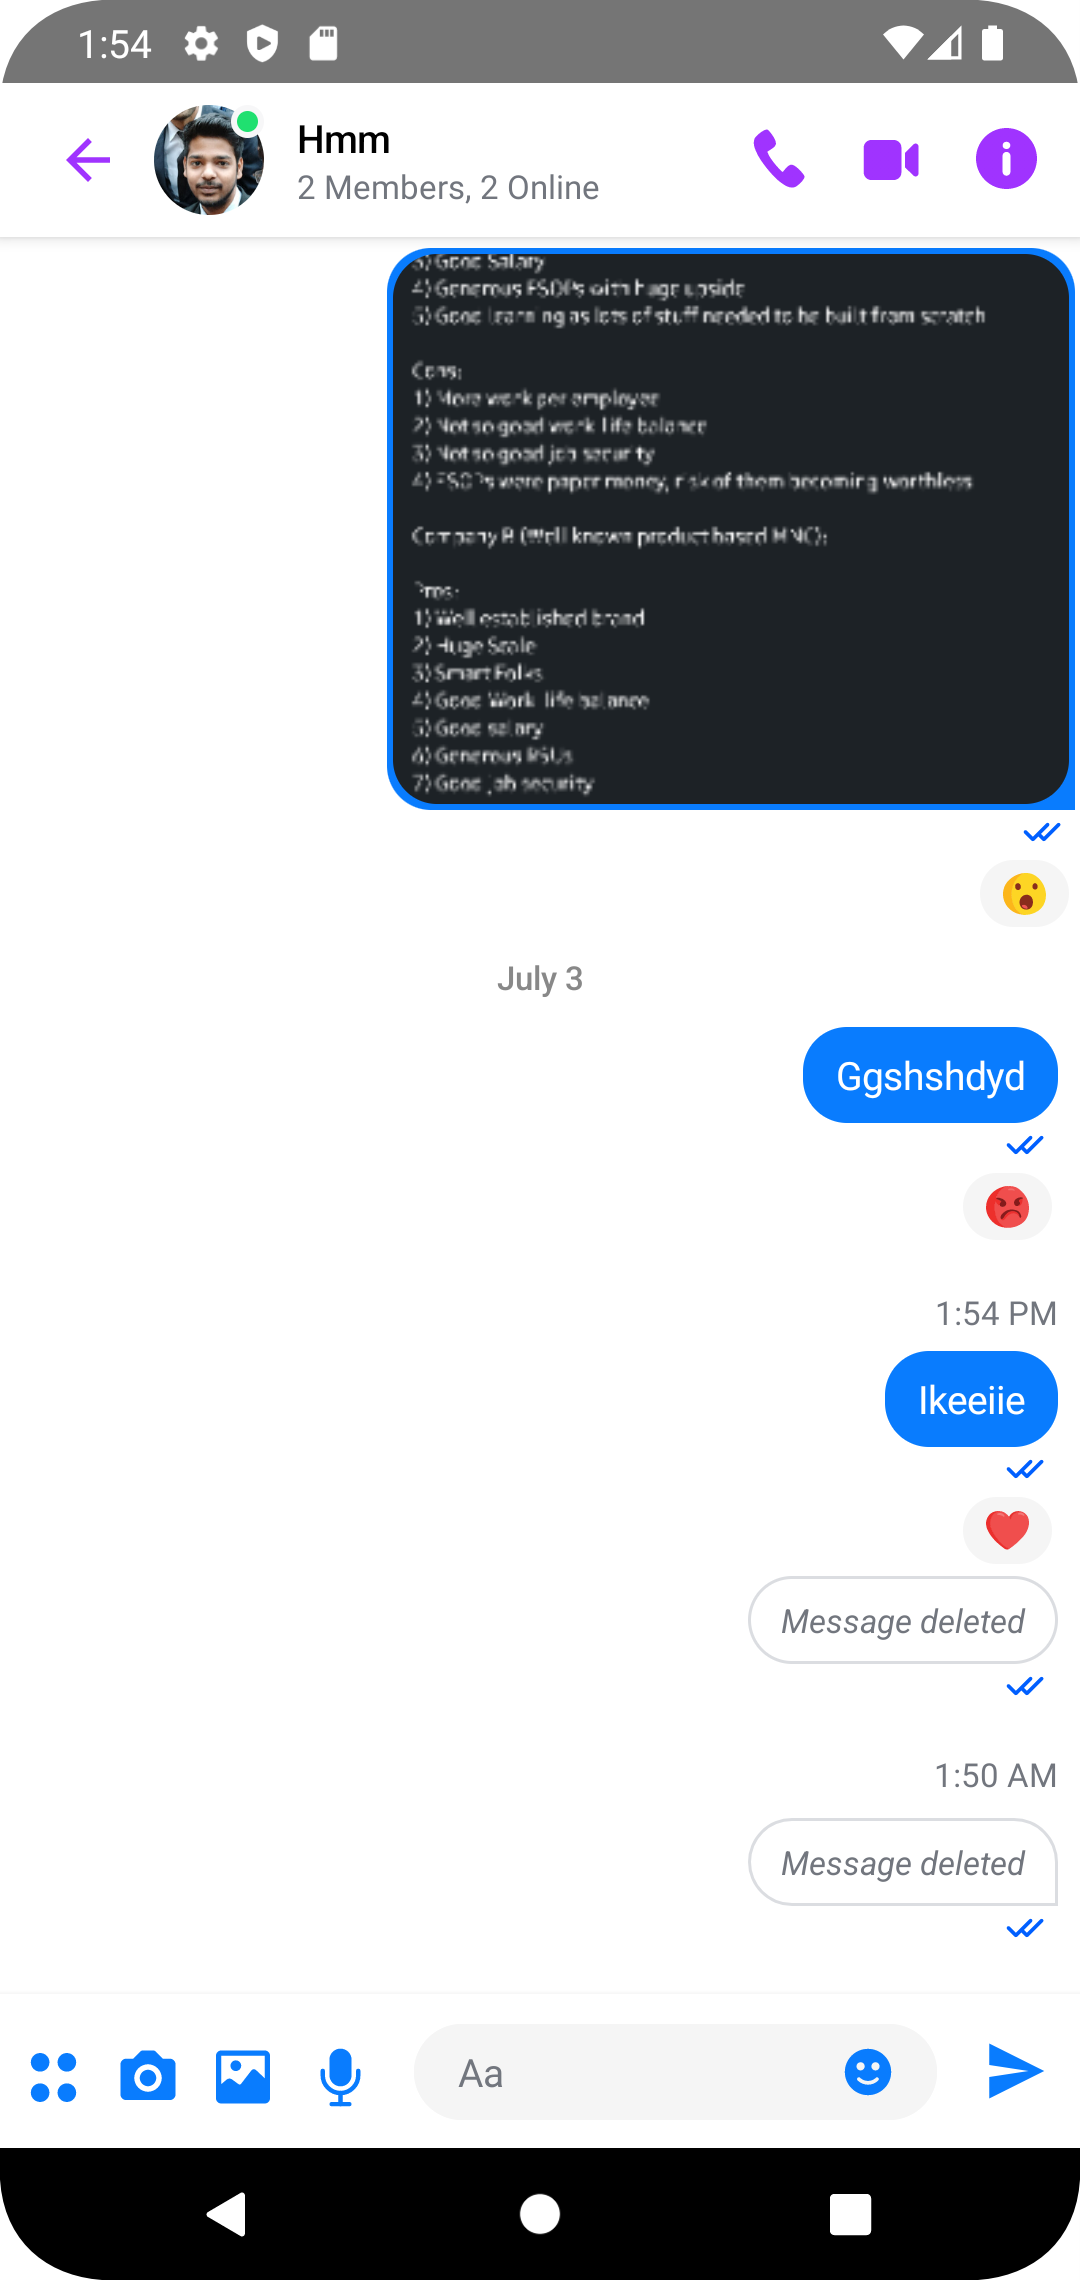 1:54
Hmm
2 Members, 2 Online
3) Good Salary
4) Generous ESOPs with huge upside
5) Good learning as lots of stuff needed to be built from scratch
Cons:
1) More work per employee
2) Not so good work life balance
3) Not so good job security
4) ESOPs were paper money, risk of them becoming worthless
Company B (Well known product based MNC):
Pros:
1) Well established brand
2) Huge Scale
3) Smart Folks
4) Good Work life balance
5) Good salary
6) Generous RSUs
7) Good job security
July 3
Ggshshdyd
1:54 PM
Message deleted
1:50 AM
Message deleted
Aa